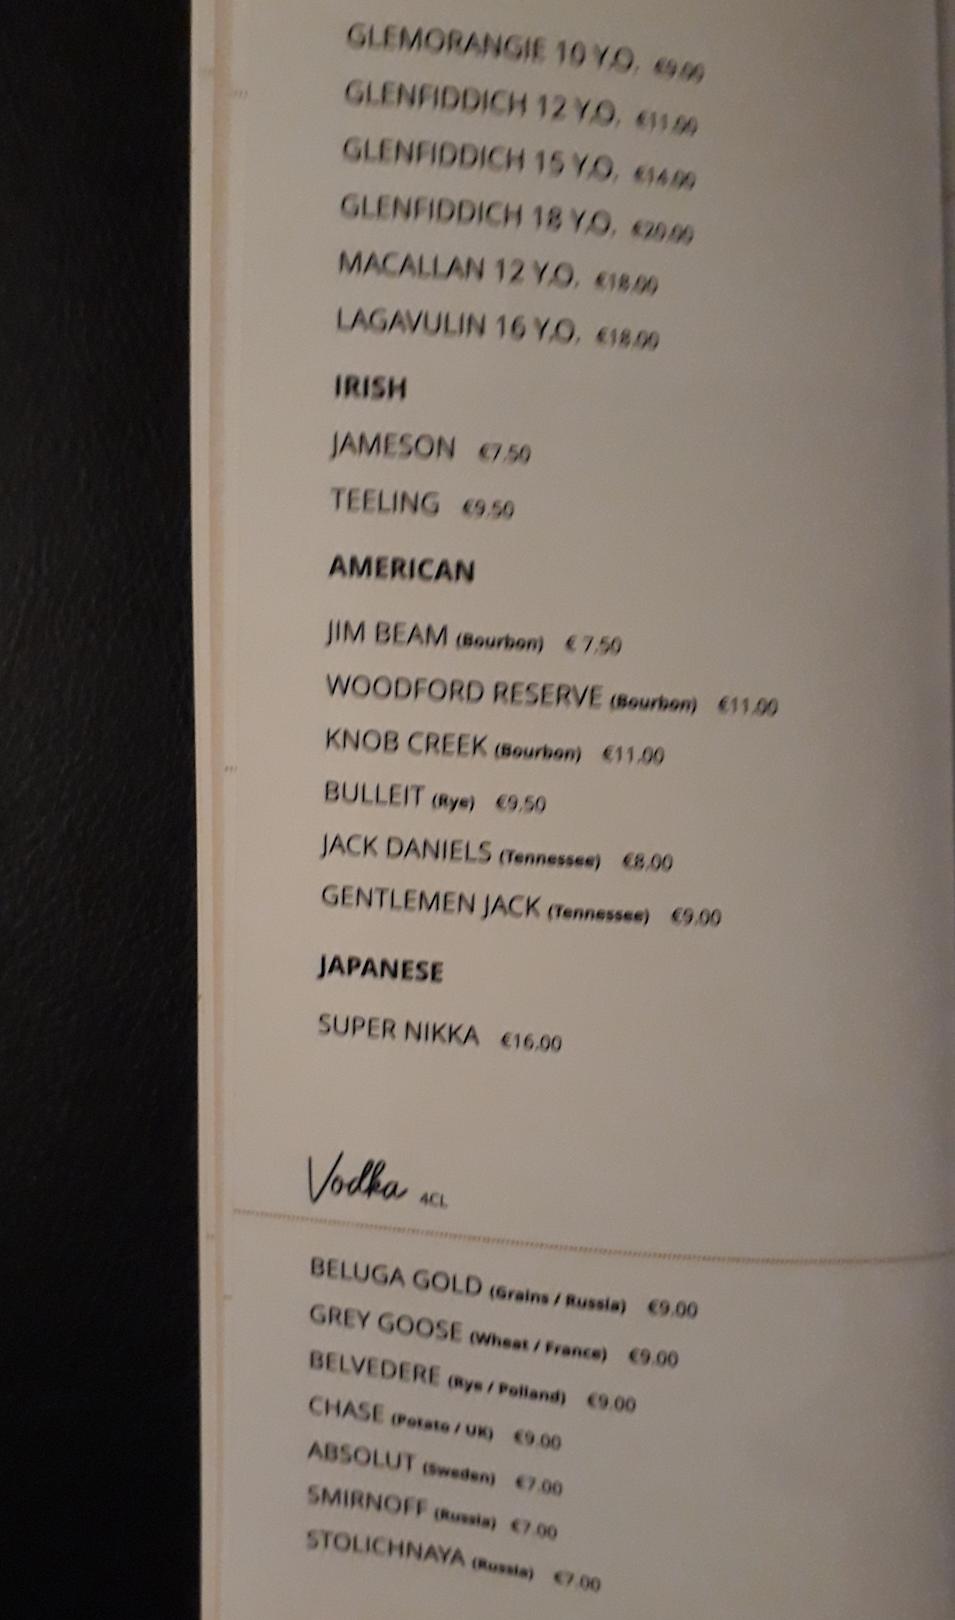 GLEMORANGIE 10 Y.O. €9.00
GLENFIDDICH 12 Y.O. €11.00
GLENFIDDICH 15 Y.O. €14.00
GLENFIDDICH 18 Y.O. €20.00
MACALLAN 12 Y.O. €18.00
LAGAVULIN 16 Y.O. €18.00
IRISH
JAMESON €7.50
TEELING €9.50
AMERICAN
JIM BEAM (Bourbon) € 7.50
WOODFORD RESERVE (Bourbon) €11.00
KNOB CREEK (Bourbon) €11.00
BULLEIT (Rye) €9.50
JACK DANIELS (Tennessee) €8.00
GENTLEMEN JACK (Tennessee) €9.00
JAPANESE
SUPER NIKKA €16.00
Vodka 4CL
BELUGA GOLD (Grains / Russia) €9.00
GREY GOOSE (Wheat / France) €9.00
BELVEDERE (Rye / Polland) €9.00
CHASE (Potato / UK) €9.00
ABSOLUT (Sweden) €7.00
SMIRNOFF (Russia) €7.00
STOLICHNAYA (Russia) €7.00